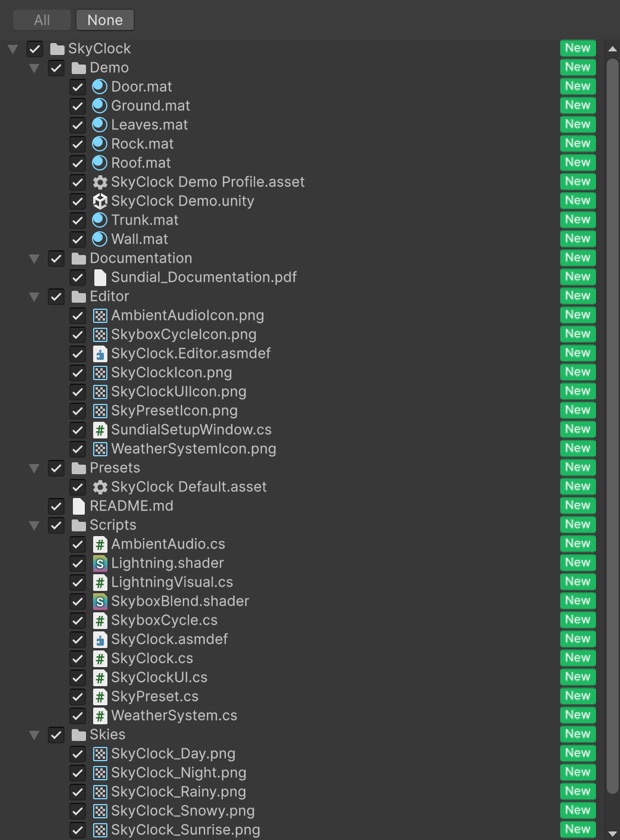 All None
SkyClock New
Demo New
Door.mat New
Ground.mat New
Leaves.mat New
Rock.mat New
Roof.mat New
SkyClock Demo Profile.asset New
SkyClock Demo.unity New
Trunk.mat New
Wall.mat New
Documentation New
Sundial_Documentation.pdf New
Editor New
AmbientAudioIcon.png New
SkyboxCycleIcon.png New
SkyClock.Editor.asmdef New
SkyClockIcon.png New
SkyClockUIIcon.png New
SkyPresetIcon.png New
SundialSetupWindow.cs New
WeatherSystemIcon.png New
Presets New
SkyClock Default.asset New
README.md New
Scripts New
AmbientAudio.cs New
Lightning.shader New
LightningVisual.cs New
SkyboxBlend.shader New
SkyboxCycle.cs New
SkyClock.asmdef New
SkyClock.cs New
SkyClockUI.cs New
SkyPreset.cs New
WeatherSystem.cs New
Skies New
SkyClock_Day.png New
SkyClock_Night.png New
SkyClock_Rainy.png New
SkyClock_Snowy.png New
SkyClock_Sunrise.png New